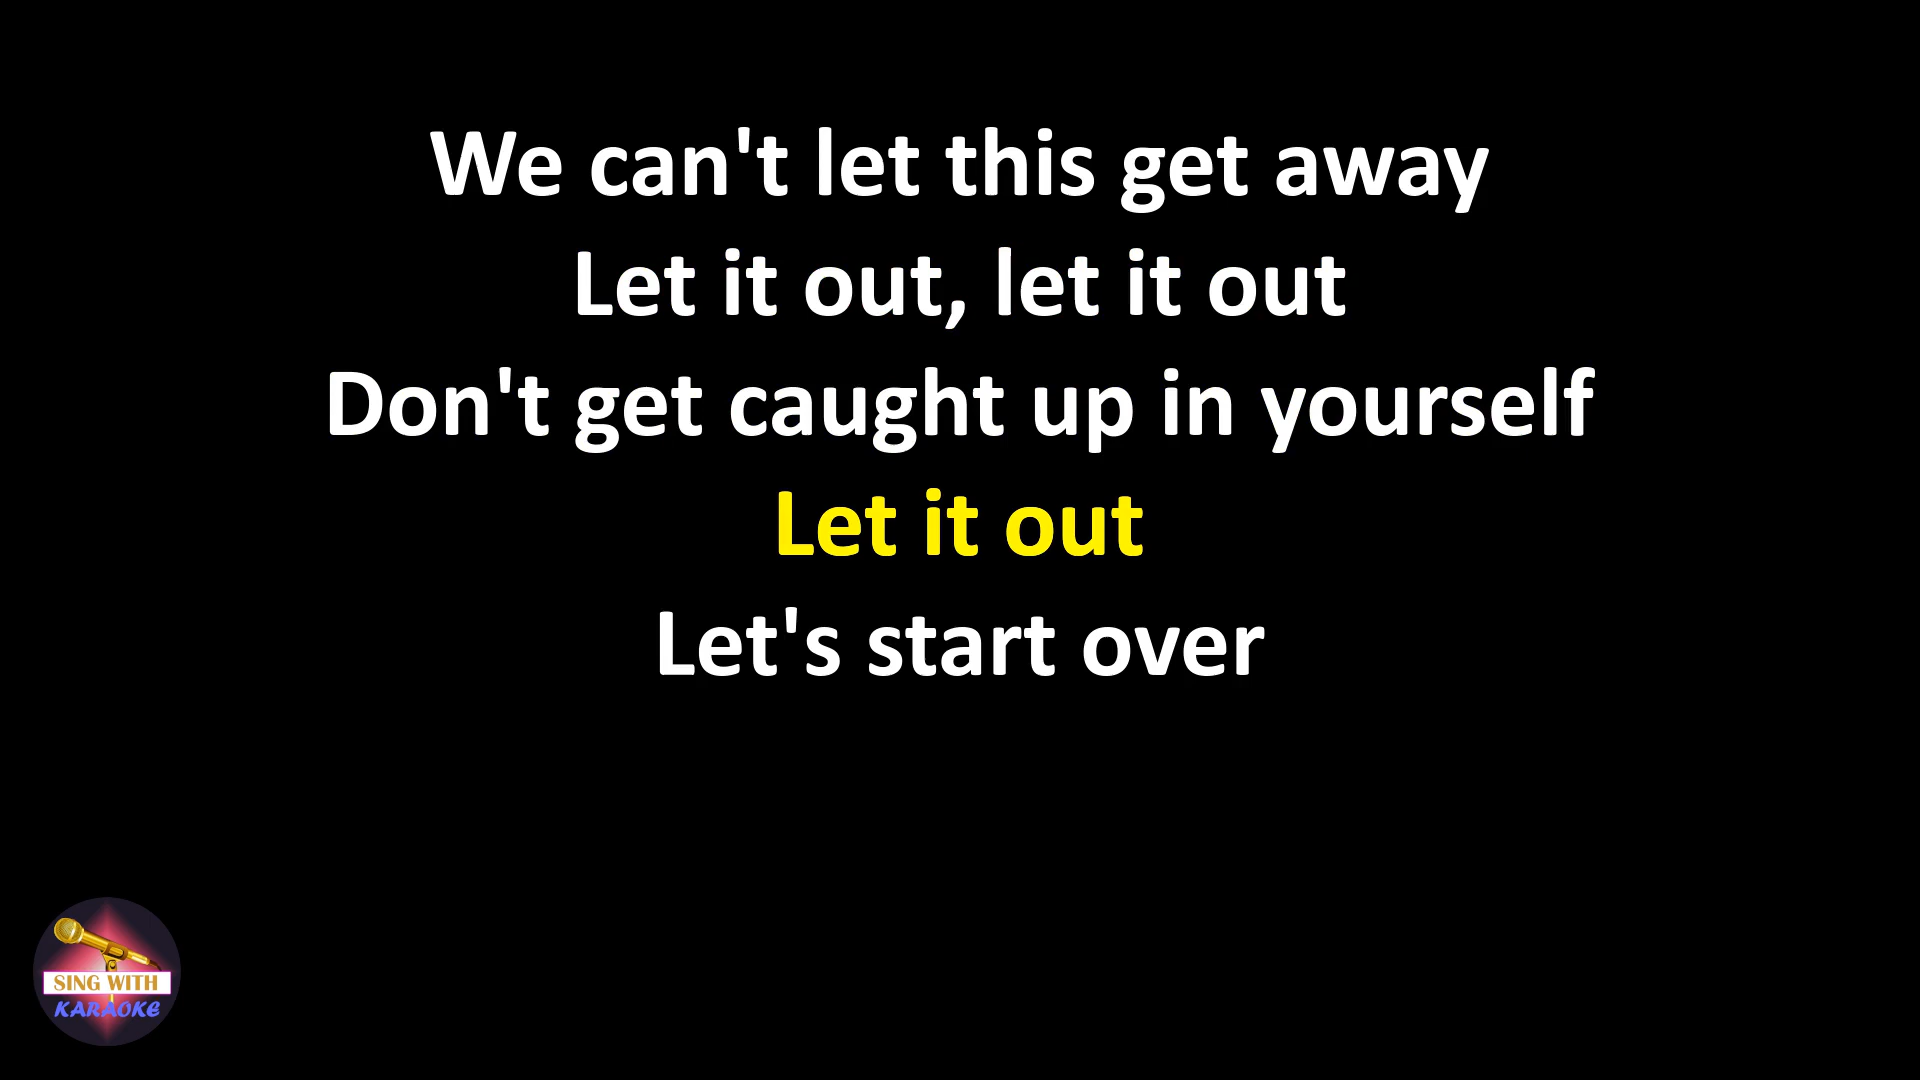 We can't let this get away
Let it out, let it out
Don't get caught up in yourself
Let it out
Let's start over
SING WITH
KARAOKE